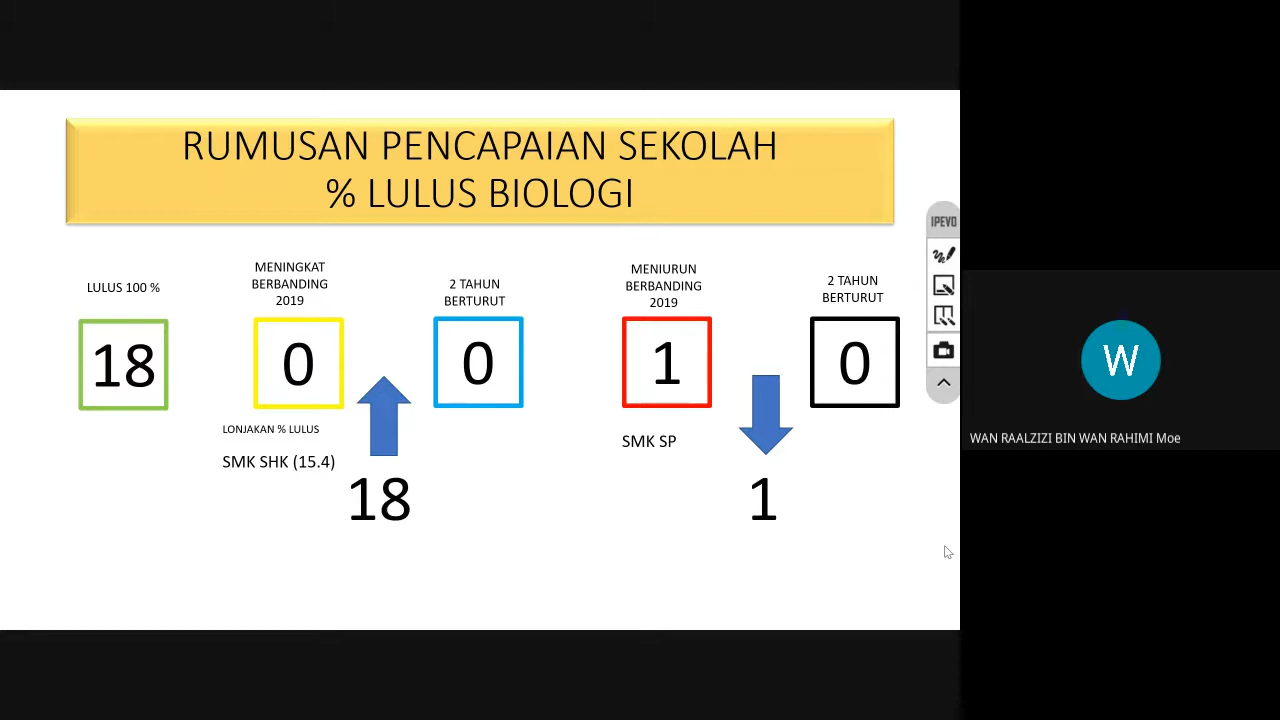 RUMUSAN PENCAPAIAN SEKOLAH
% LULUS BIOLOGI
LULUS 100 %
18
MENINGKAT
BERBANDING
2019
0
LONJAKAN % LULUS
SMK SHK (15.4)
18
2 TAHUN
BERTURUT
0
MENIURUN
BERBANDING
2019
1
SMK SP
1
2 TAHUN
BERTURUT
0
IPEVO
W
WAN RAALZIZI BIN WAN RAHIMI Moe